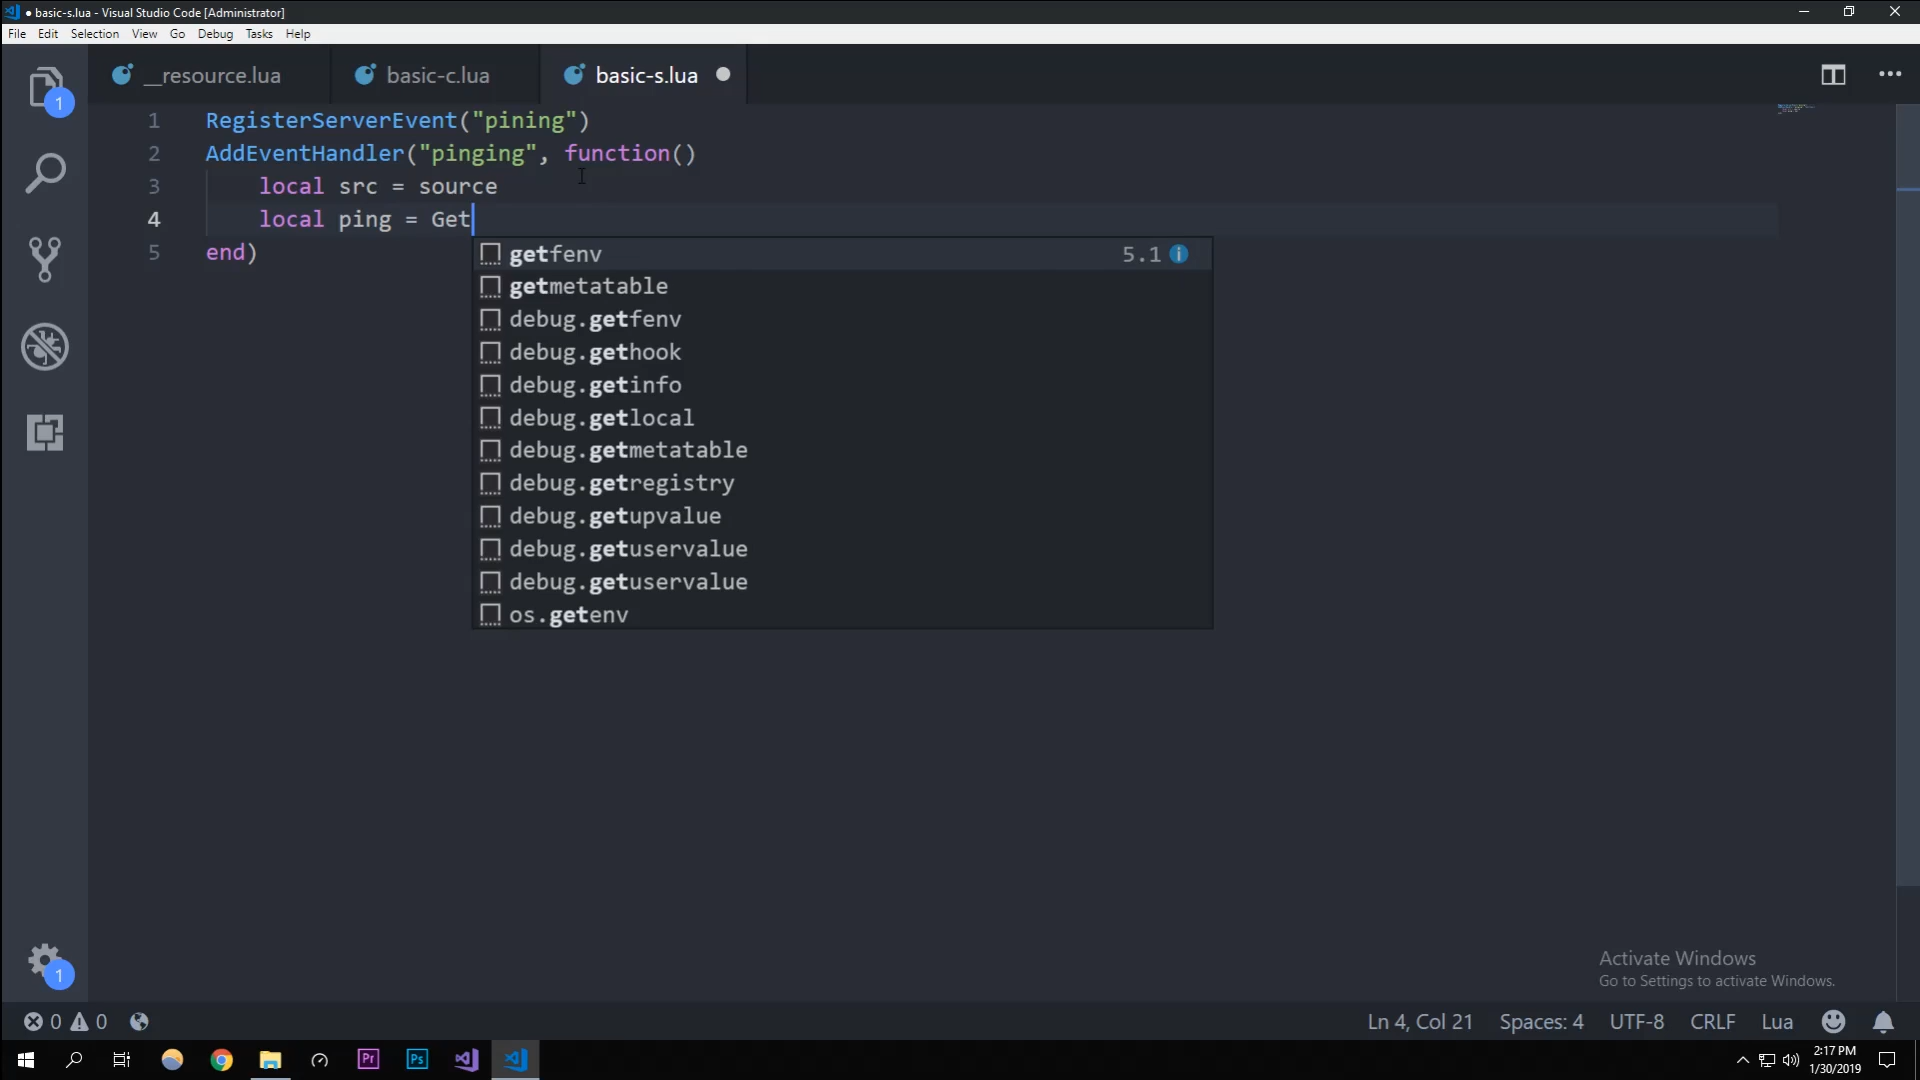 ● basic-s.lua - Visual Studio Code [Administrator]
File Edit Selection View Go Debug Tasks Help
1
__resource.lua
basic-c.lua
basic-s.lua
1 RegisterServerEvent("pining")
2 AddEventHandler("pinging", function()
3 local src = source
4 local ping = Get
5 end)
getfenv 5.1
getmetatable
debug.getfenv
debug.gethook
debug.getinfo
debug.getlocal
debug.getmetatable
debug.getregistry
debug.getupvalue
debug.getuservalue
debug.getuservalue
os.getenv
1
Activate Windows
Go to Settings to activate Windows.
0 0 Ln 4, Col 21 Spaces: 4 UTF-8 CRLF Lua
Pr Ps
2:17 PM
1/30/2019